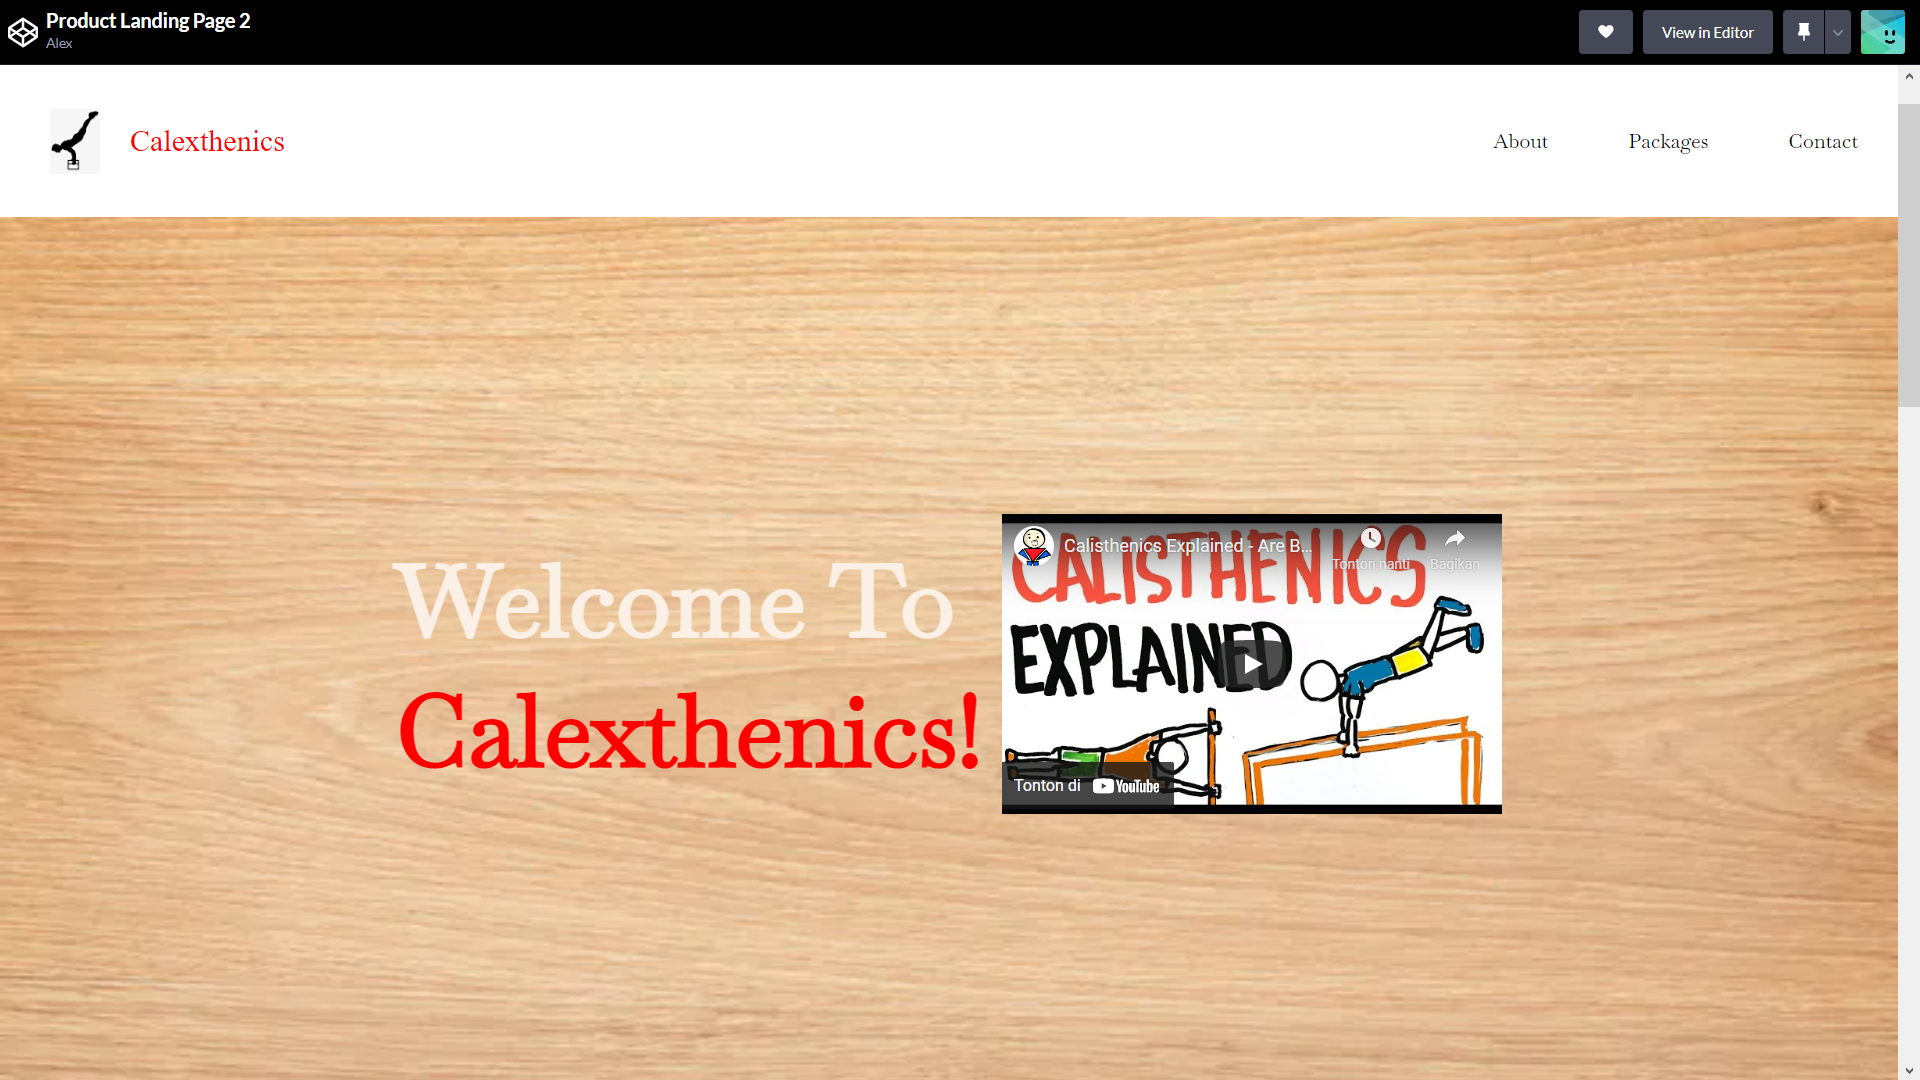 Product Landing Page 2
Alex
View in Editor
Calexthenics
About
Packages
Contact
Welcome To
Calexthenics!
Calisthenics Explained - Are B...
Tonton nanti
Bagikan
CALISTHENICS
EXPLAINED
Tonton di YouTube